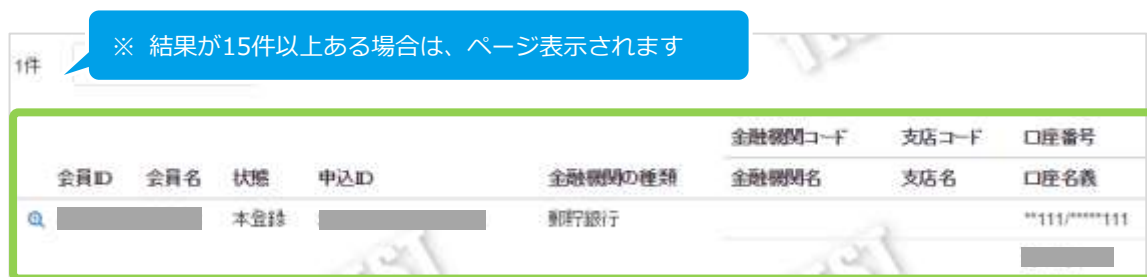 ※ 結果が15件以上ある場合は、ページ表示されます
1件
金融機関コード 支店コード 口座番号
会員ID 会員名 状態 申込ID 金融機関の種類 金融機関名 支店名 口座名義
本登録 郵貯銀行 **111/*****111
TEST
TEST
TEST